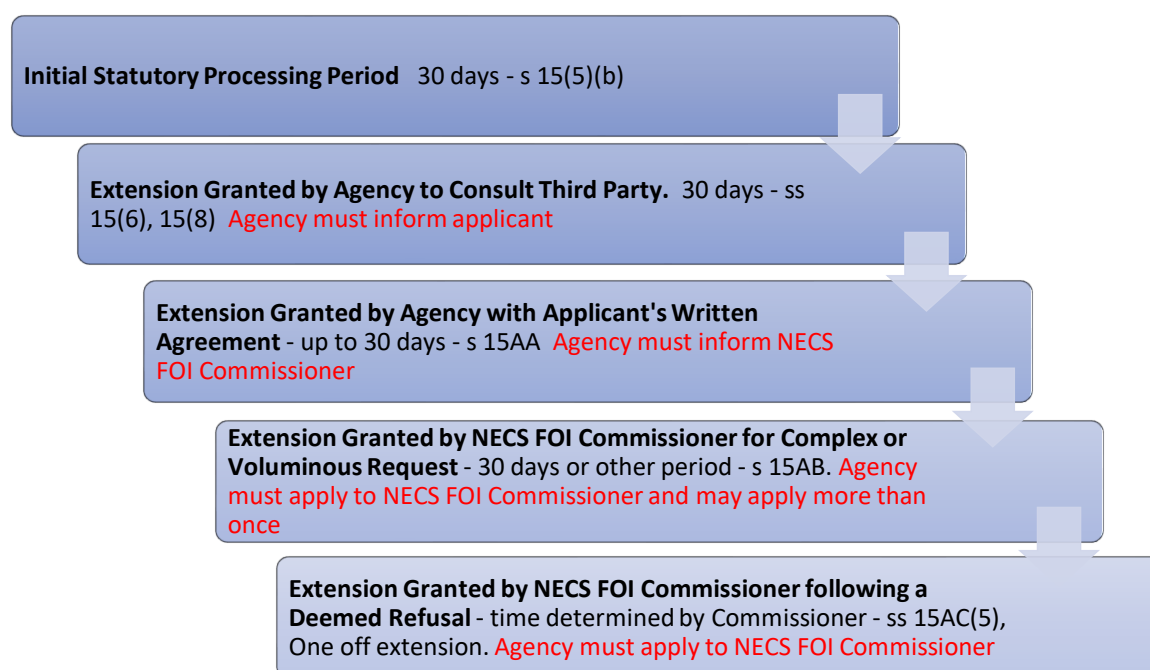 Initial Statutory Processing Period   30 days - s 15(5)(b)
Extension Granted by Agency to Consult Third Party.  30 days - ss
15(6), 15(8)  Agency must inform applicant
Extension Granted by Agency with Applicant's Written
Agreement - up to 30 days - s 15AA  Agency must inform NECS
FOI Commissioner
Extension Granted by NECS FOI Commissioner for Complex or
Voluminous Request - 30 days or other period - s 15AB. Agency
must apply to NECS FOI Commissioner and may apply more than
once
Extension Granted by NECS FOI Commissioner following a
Deemed Refusal - time determined by Commissioner - ss 15AC(5),
One off extension. Agency must apply to NECS FOI Commissioner